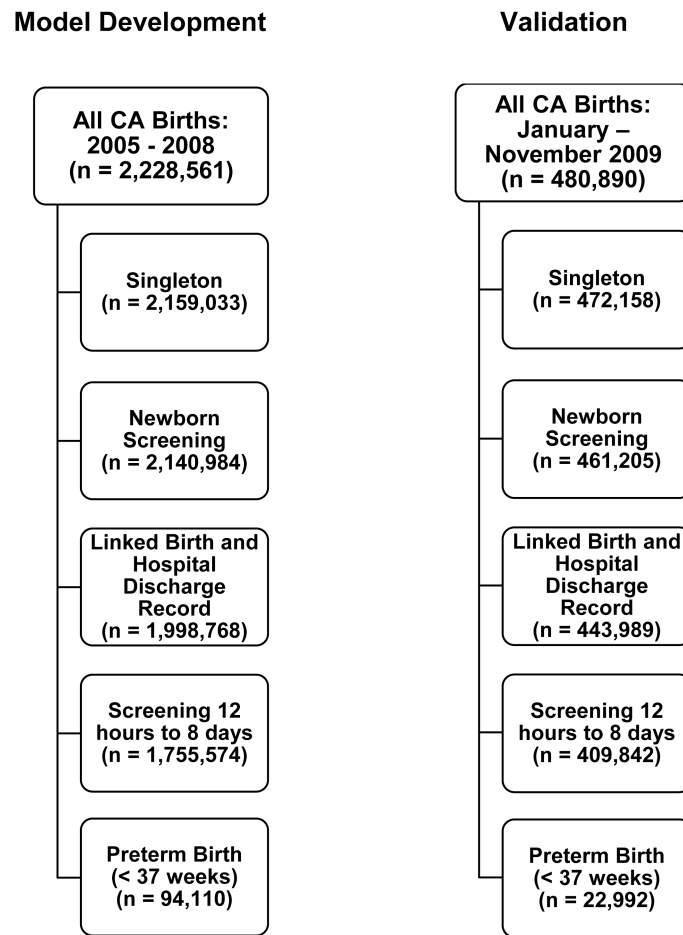 Model Development
All CA Births:
2005 - 2008
(n = 2,228,561)
Singleton
(n = 2,159,033)
Newborn
Screening
(n = 2,140,984)
Linked Birth and
Hospital
Discharge
Record
(n = 1,998,768)
Screening 12
hours to 8 days
(n = 1,755,574)
Preterm Birth
(< 37 weeks)
(n = 94,110)
Validation
All CA Births:
January –
November 2009
(n = 480,890)
Singleton
(n = 472,158)
Newborn
Screening
(n = 461,205)
Linked Birth and
Hospital
Discharge
Record
(n = 443,989)
Screening 12
hours to 8 days
(n = 409,842)
Preterm Birth
(< 37 weeks)
(n = 22,992)